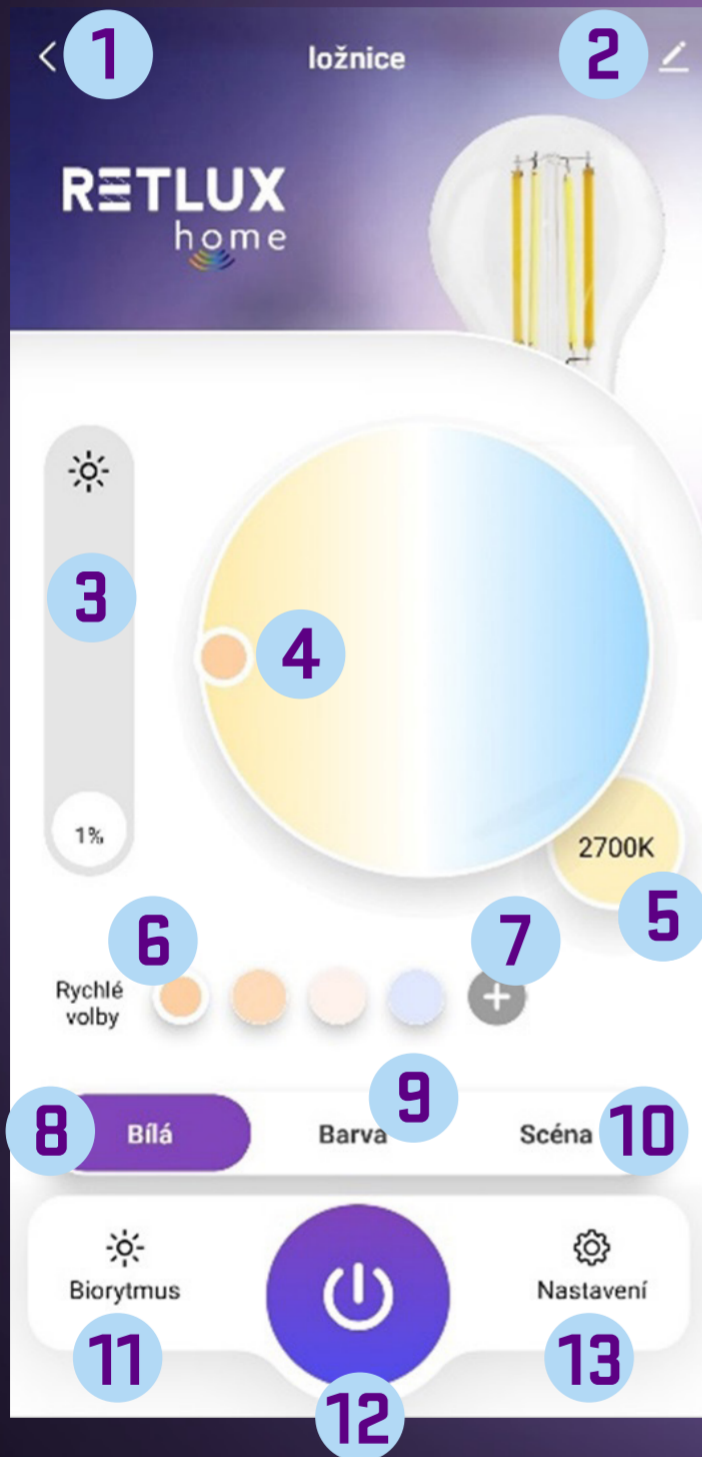 1
ložnice
2
RETLUX
home
3
4
1%
2700K
5
6
7
Rychlé
volby
8
Bílá
Barva
9
Scéna
10
Biorytmus
Nastavení
11
12
13